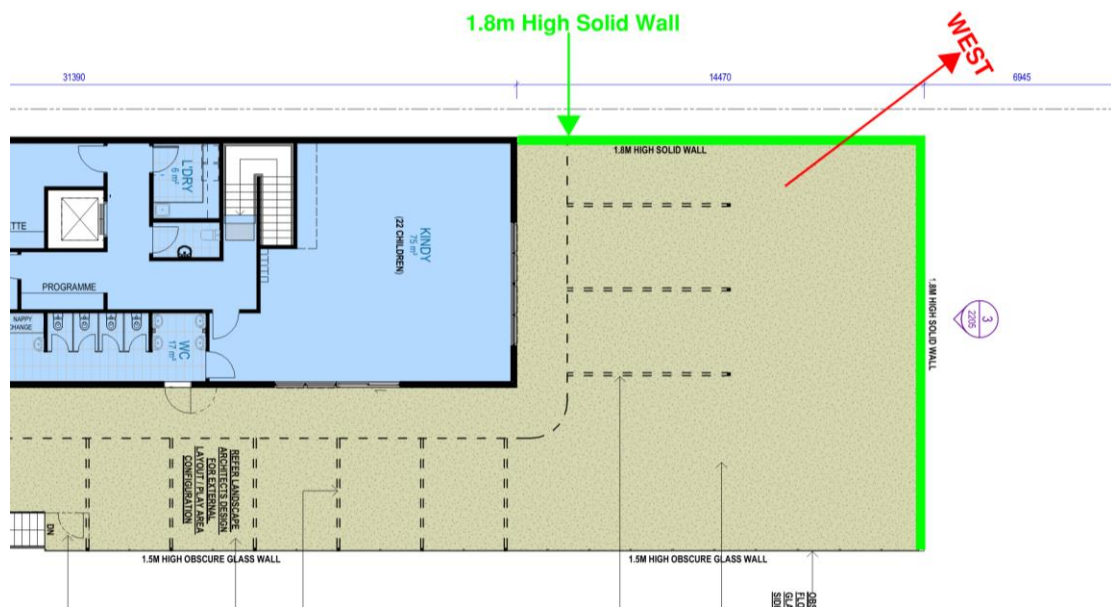 1.8m High Solid Wall
WEST
31390
14470
6945
1.8M HIGH SOLID WALL
L'DRY
6 m²
KINDY
75 m²
(22 CHILDREN)
PROGRAMME
NAPPY
CHANGE
WC
17 m²
1.8M HIGH SOLID WALL
3
2205
REFER LANDSCAPE
ARCHITECTS DESIGN
FOR EXTERNAL
LAYOUT / PLAY AREA
CONFIGURATION
DN
1.5M HIGH OBSCURE GLASS WALL
1.5M HIGH OBSCURE GLASS WALL